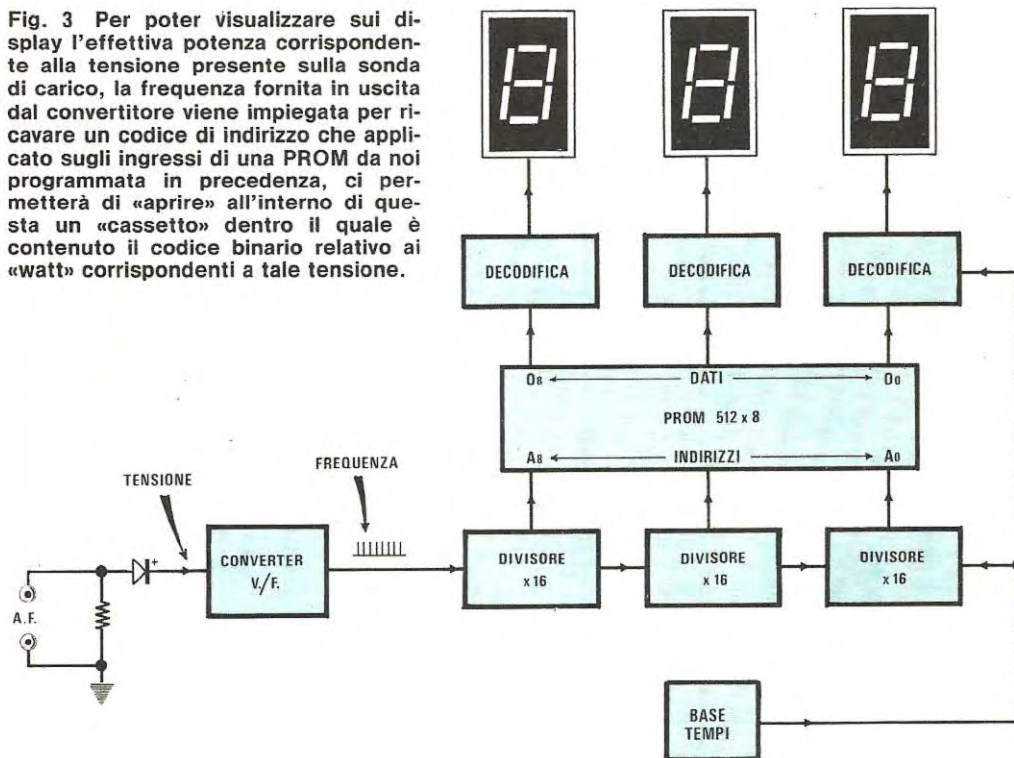 Fig. 3 Per poter visualizzare sui di-
splay l'effettiva potenza corrisponden-
te alla tensione presente sulla sonda
di carico, la frequenza fornita in uscita
dal convertitore viene impiegata per ri-
cavare un codice di indirizzo che appli-
cato sugli ingressi di una PROM da noi
programmata in precedenza, ci per-
metterà di «aprire» all'interno di que-
sta un «cassetto» dentro il quale è
contenuto il codice binario relativo ai
«watt» corrispondenti a tale tensione.
8 8 8
DECODIFICA DECODIFICA DECODIFICA
O8 DATI O0
PROM 512 x 8
A8 INDIRIZZI A0
TENSIONE
FREQUENZA
+
CONVERTER
V./F.
DIVISORE
x 16
DIVISORE
x 16
DIVISORE
x 16
A.F.
BASE
TEMPI